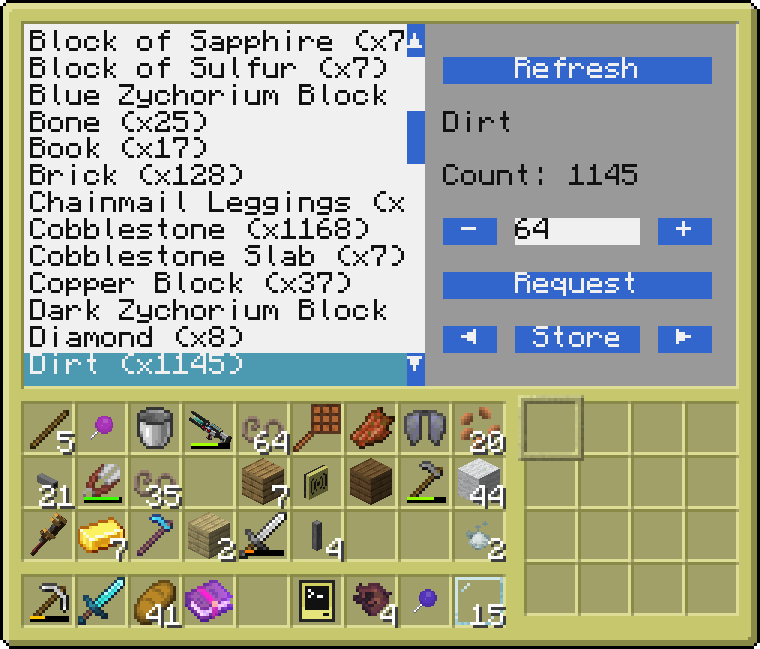 Block of Sapphire (x7
Block of Sulfur (x7)
Blue Zychorium Block
Bone (x25)
Book (x17)
Brick (x128)
Chainmail Leggings (x
Cobblestone (x1168)
Cobblestone Slab (x7)
Copper Block (x37)
Dark Zychorium Block
Diamond (x8)
Dirt (x1145)
Refresh
Dirt
Count: 1145
- 64 +
Request
Store
5 64 20
21 35 7 44
7 2 4 2
41 4 15